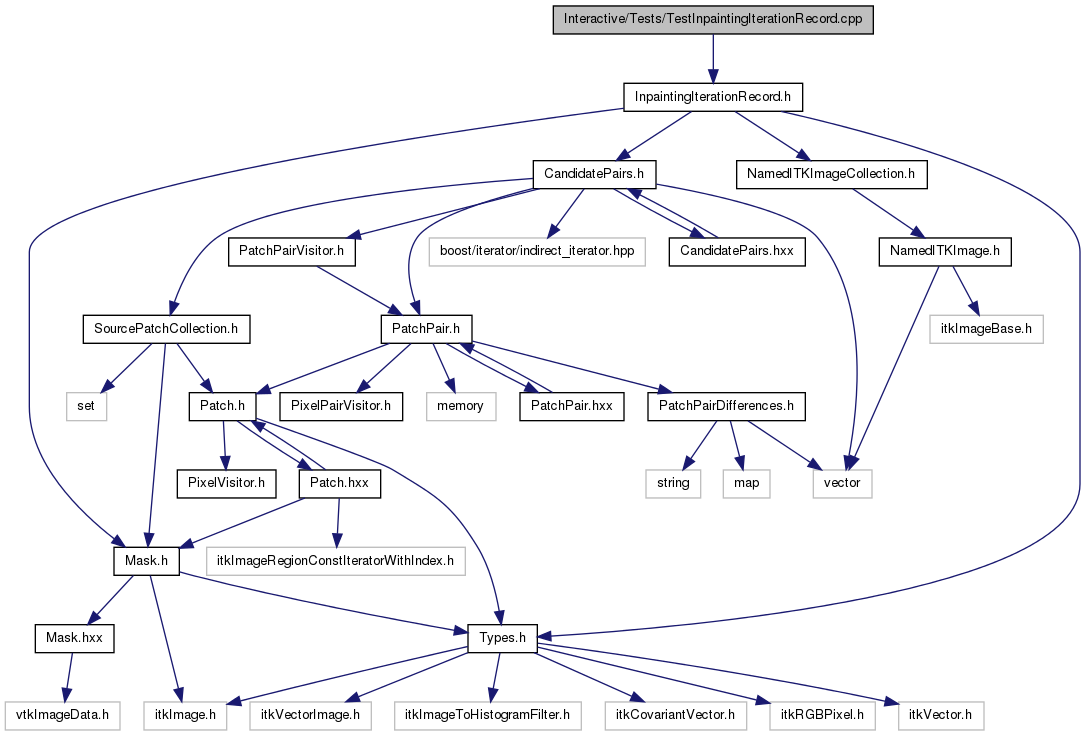 Interactive/Tests/TestInpaintingIterationRecord.cpp
InpaintingIterationRecord.h
CandidatePairs.h
NamedITKImageCollection.h
PatchPairVisitor.h
boost/iterator/indirect_iterator.hpp
CandidatePairs.hxx
NamedITKImage.h
SourcePatchCollection.h
PatchPair.h
itkImageBase.h
set
Patch.h
PixelPairVisitor.h
memory
PatchPair.hxx
PatchPairDifferences.h
PixelVisitor.h
Patch.hxx
string
map
vector
Mask.h
itkImageRegionConstIteratorWithIndex.h
Mask.hxx
Types.h
vtkImageData.h
itkImage.h
itkVectorImage.h
itkImageToHistogramFilter.h
itkCovariantVector.h
itkRGBPixel.h
itkVector.h